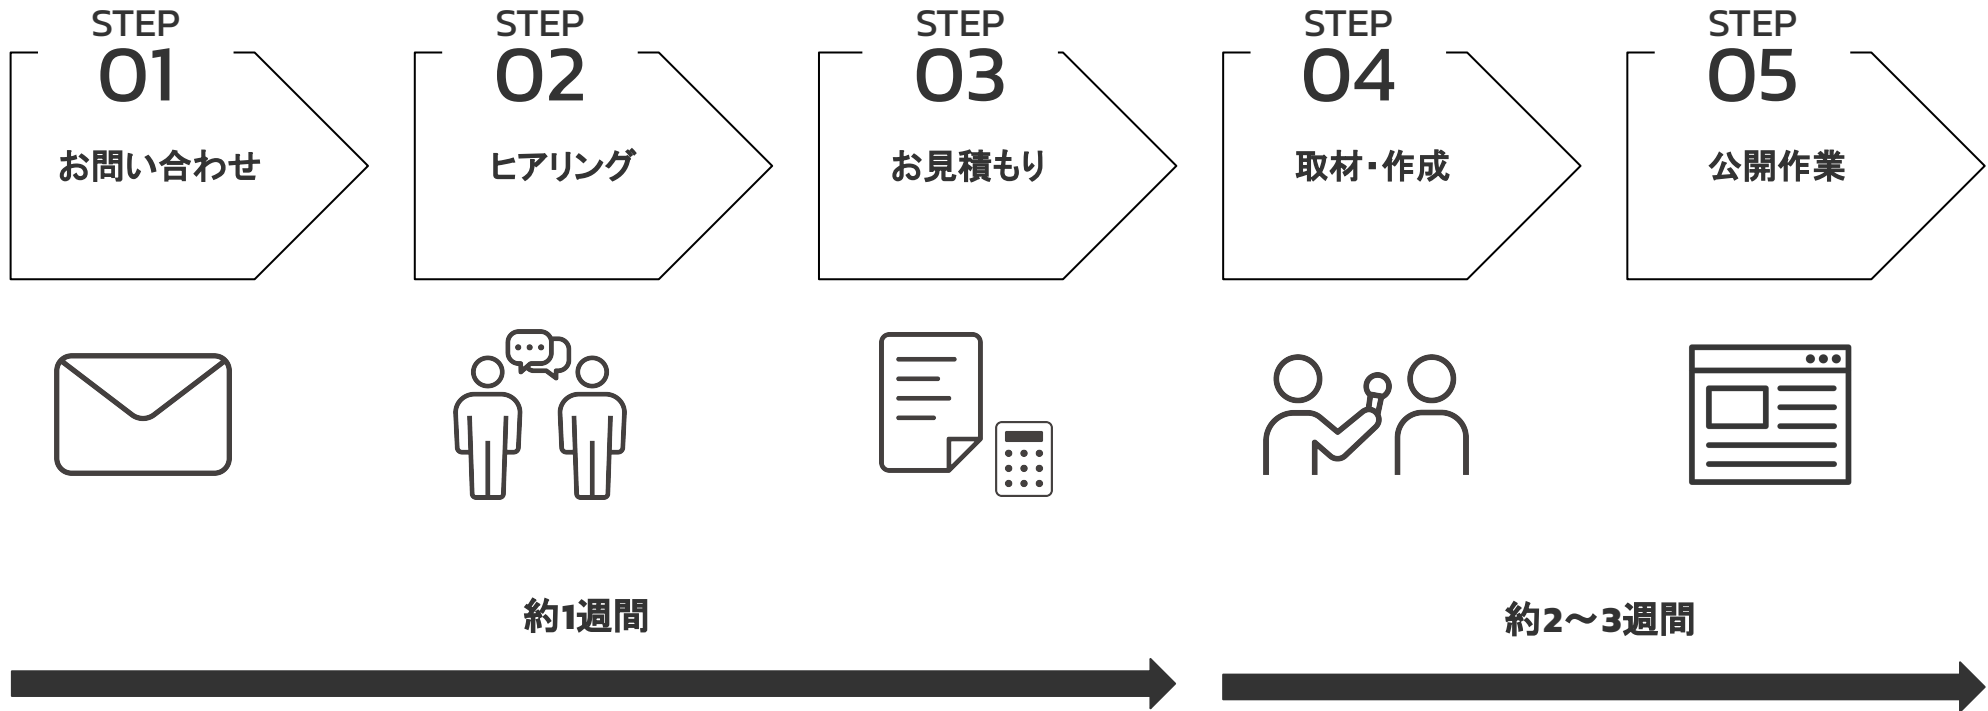 STEP
01
お問い合わせ
STEP
02
ヒアリング
STEP
03
お見積もり
STEP
04
取材・作成
STEP
05
公開作業
約1週間
約2〜3週間